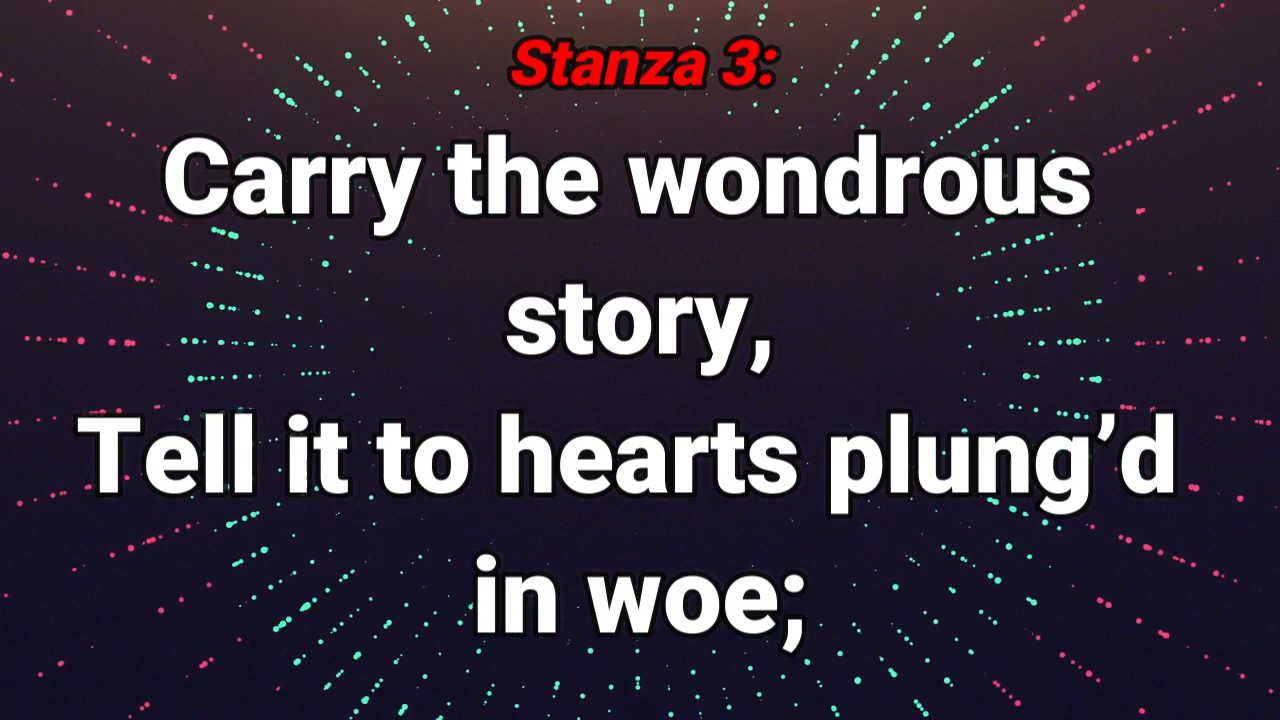 Stanza 3:
Carry the wondrous
story,
Tell it to hearts plung’d
in woe;